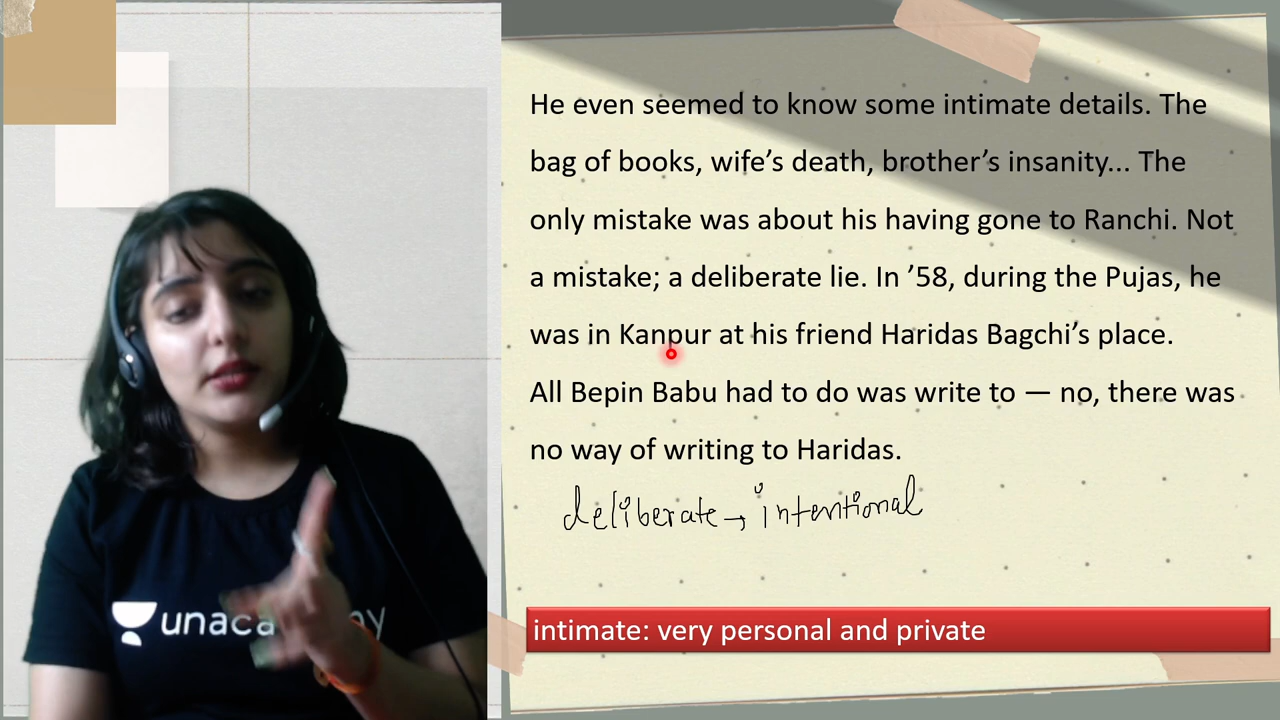 He even seemed to know some intimate details. The
bag of books, wife’s death, brother’s insanity... The
only mistake was about his having gone to Ranchi. Not
a mistake; a deliberate lie. In ’58, during the Pujas, he
was in Kanpur at his friend Haridas Bagchi’s place.
All Bepin Babu had to do was write to — no, there was
no way of writing to Haridas.
deliberate → intentional
intimate: very personal and private